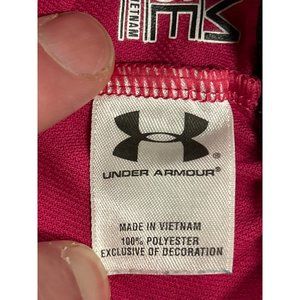 VIETNAM
UNDER ARMOUR®
MADE IN VIETNAM
100% POLYESTER
EXCLUSIVE OF DECORATION